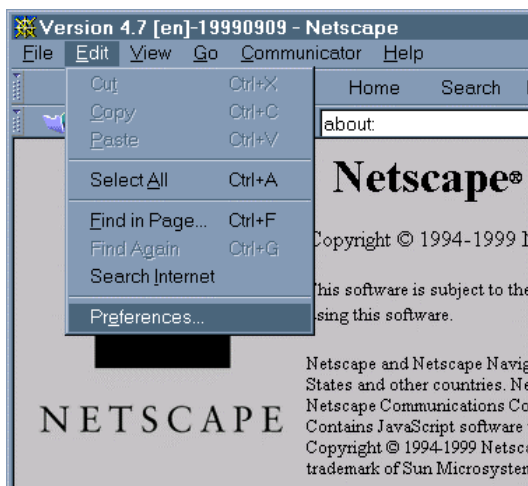 Version 4.7 [en]-19990909 - Netscape
File Edit View Go Communicator Help
Cut Ctrl+X
Copy Ctrl+C
Paste Ctrl+V
Select All Ctrl+A
Find in Page... Ctrl+F
Find Again Ctrl+G
Search Internet
Preferences...
Home Search
about:
Netscape®
Copyright © 1994-1999
This software is subject to the
using this software.
Netscape and Netscape Navig
States and other countries. Ne
Netscape Communications Co
Contains JavaScript software
Copyright © 1994-1999 Netsc
trademark of Sun Microsystem
NETSCAPE